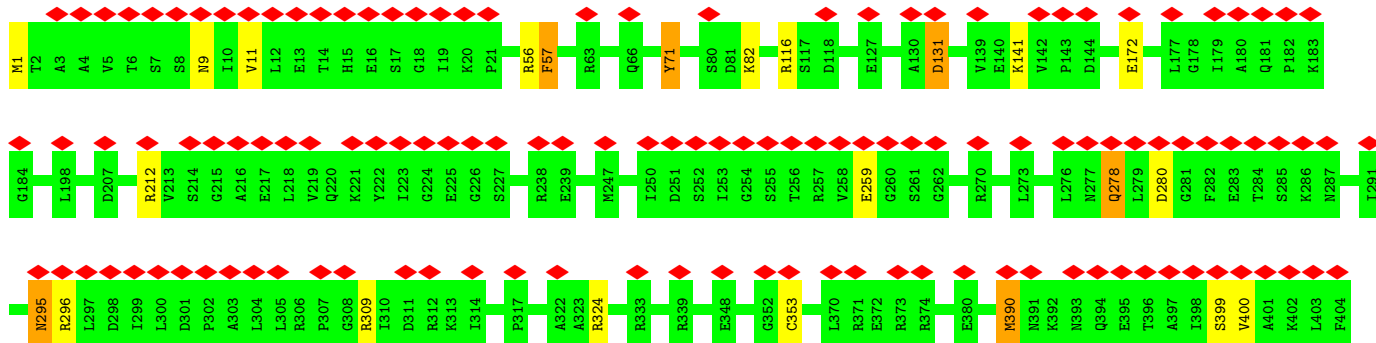 M1 T2 A3 A4 V5 T6 S7 S8 N9 I10 V11 L12 E13 T14 H15 E16 S17 G18 I19 K20 P21 R56 F57 R63 Q66 Y71 S80 D81 K82 R116 S117 D118 E127 A130 D131 V139 E140 K141 V142 P143 D144 E172 L177 G178 I179 A180 Q181 P182 K183
G184 L198 D207 R212 V213 S214 G215 A216 E217 L218 V219 Q220 K221 Y222 I223 G224 E225 G226 S227 R238 E239 M247 I250 D251 S252 I253 G254 S255 T256 R257 V258 E259 G260 S261 G262 R270 L273 L276 N277 Q278 L279 D280 G281 F282 E283 T284 S285 K286 N287 I291
N295 R296 L297 D298 I299 L300 D301 P302 A303 L304 L305 R306 P307 G308 R309 I310 D311 R312 K313 I314 P317 A322 A323 R324 R333 R339 E348 G352 C353 L370 R371 E372 R373 R374 E380 M390 N391 K392 N393 Q394 E395 T396 A397 I398 S399 V400 A401 K402 L403 F404